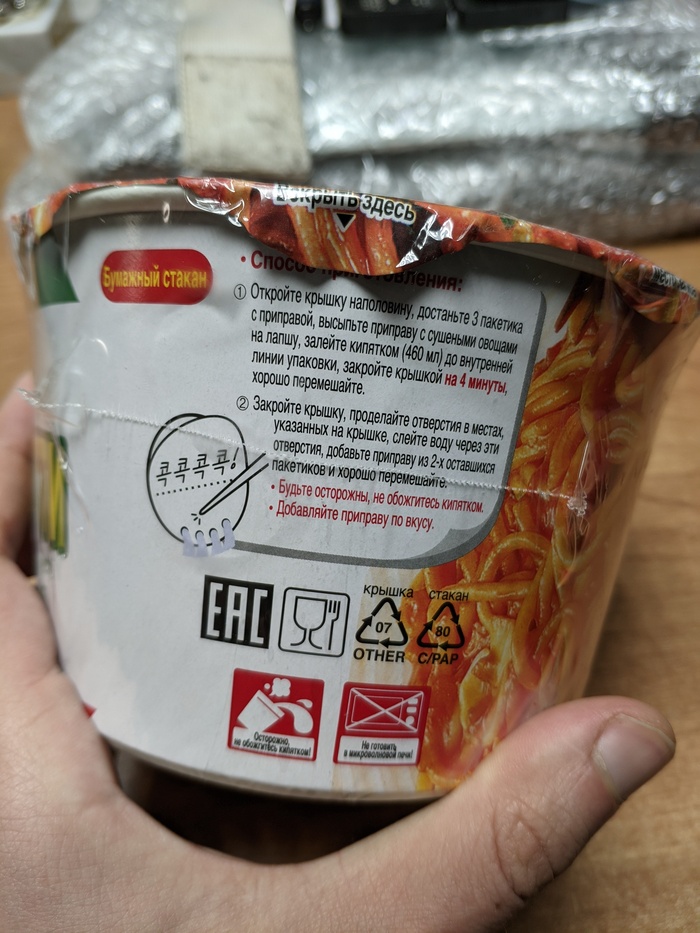 здесь
Бумажный стакан
• Способ приготовления:
① Откройте крышку наполовину, достаньте 3 пакетика
с приправой, высыпьте приправу с сушеными овощами
на лапшу, залейте кипятком (460 мл) до внутренней
линии упаковки, закройте крышкой на 4 минуты,
хорошо перемешайте.
② Закройте крышку, проделайте отверстия в местах,
указанных на крышке, слейте воду через эти
отверстия, добавьте приправу из 2-х оставшихся
пакетиков и хорошо перемешайте.
• Будьте осторожны, не обожгитесь кипятком.
• Добавляйте приправу по вкусу.
콕콕콕콕!
EAC
крышка стакан
07 80
OTHER C/PAP
Осторожно,
не обожгитесь кипятком!
Не готовить
в микроволновой печи!